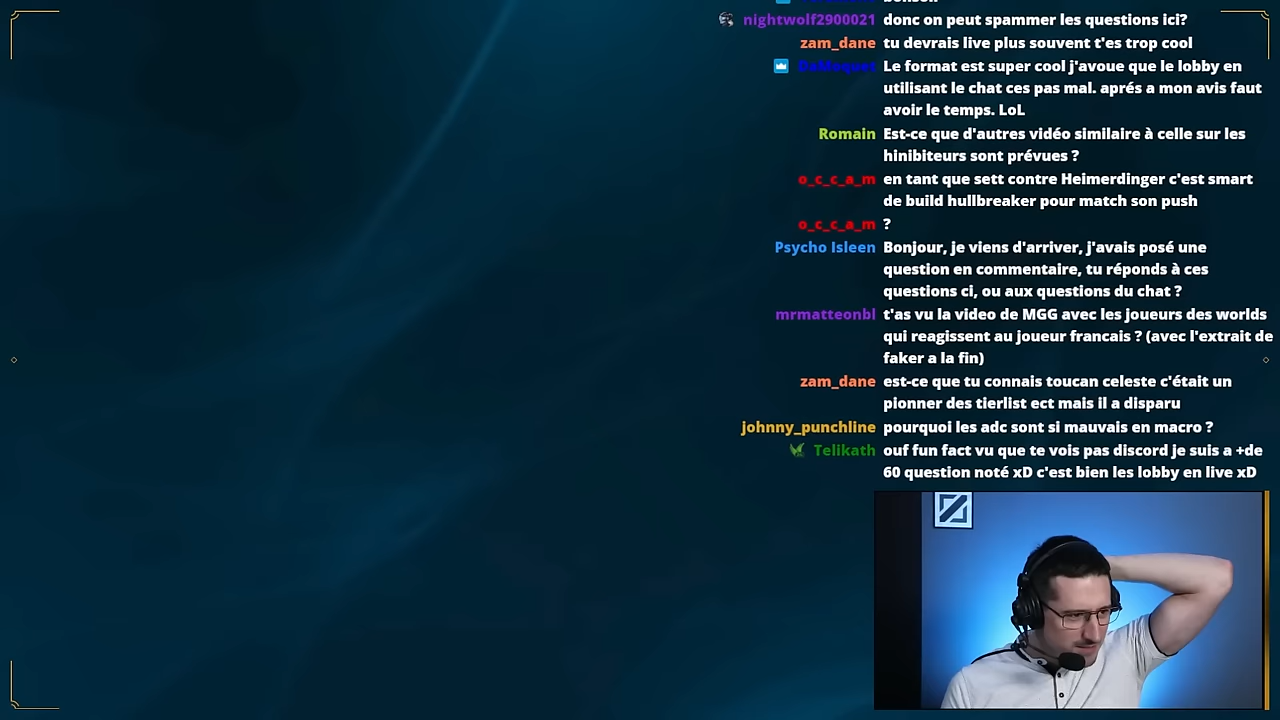 nightwolf2900021 donc on peut spammer les questions ici?
zam_dane tu devrais live plus souvent t'es trop cool
Le format est super cool j'avoue que le lobby en
utilisant le chat ces pas mal. aprés a mon avis faut
avoir le temps. LoL
Romain Est-ce que d'autres vidéo similaire à celle sur les
hinibiteurs sont prévues ?
o_c_c_a_m en tant que sett contre Heimerdinger c'est smart
de build hullbreaker pour match son push
o_c_c_a_m ?
Psycho Isleen Bonjour, je viens d'arriver, j'avais posé une
question en commentaire, tu réponds à ces
questions ci, ou aux questions du chat ?
mrmatteonbl t'as vu la video de MGG avec les joueurs des worlds
qui reagissent au joueur francais ? (avec l'extrait de
faker a la fin)
zam_dane est-ce que tu connais toucan celeste c'était un
pionner des tierlist ect mais il a disparu
johnny_punchline pourquoi les adc sont si mauvais en macro ?
Telikath ouf fun fact vu que te vois pas discord je suis a +de
60 question noté xD c'est bien les lobby en live xD